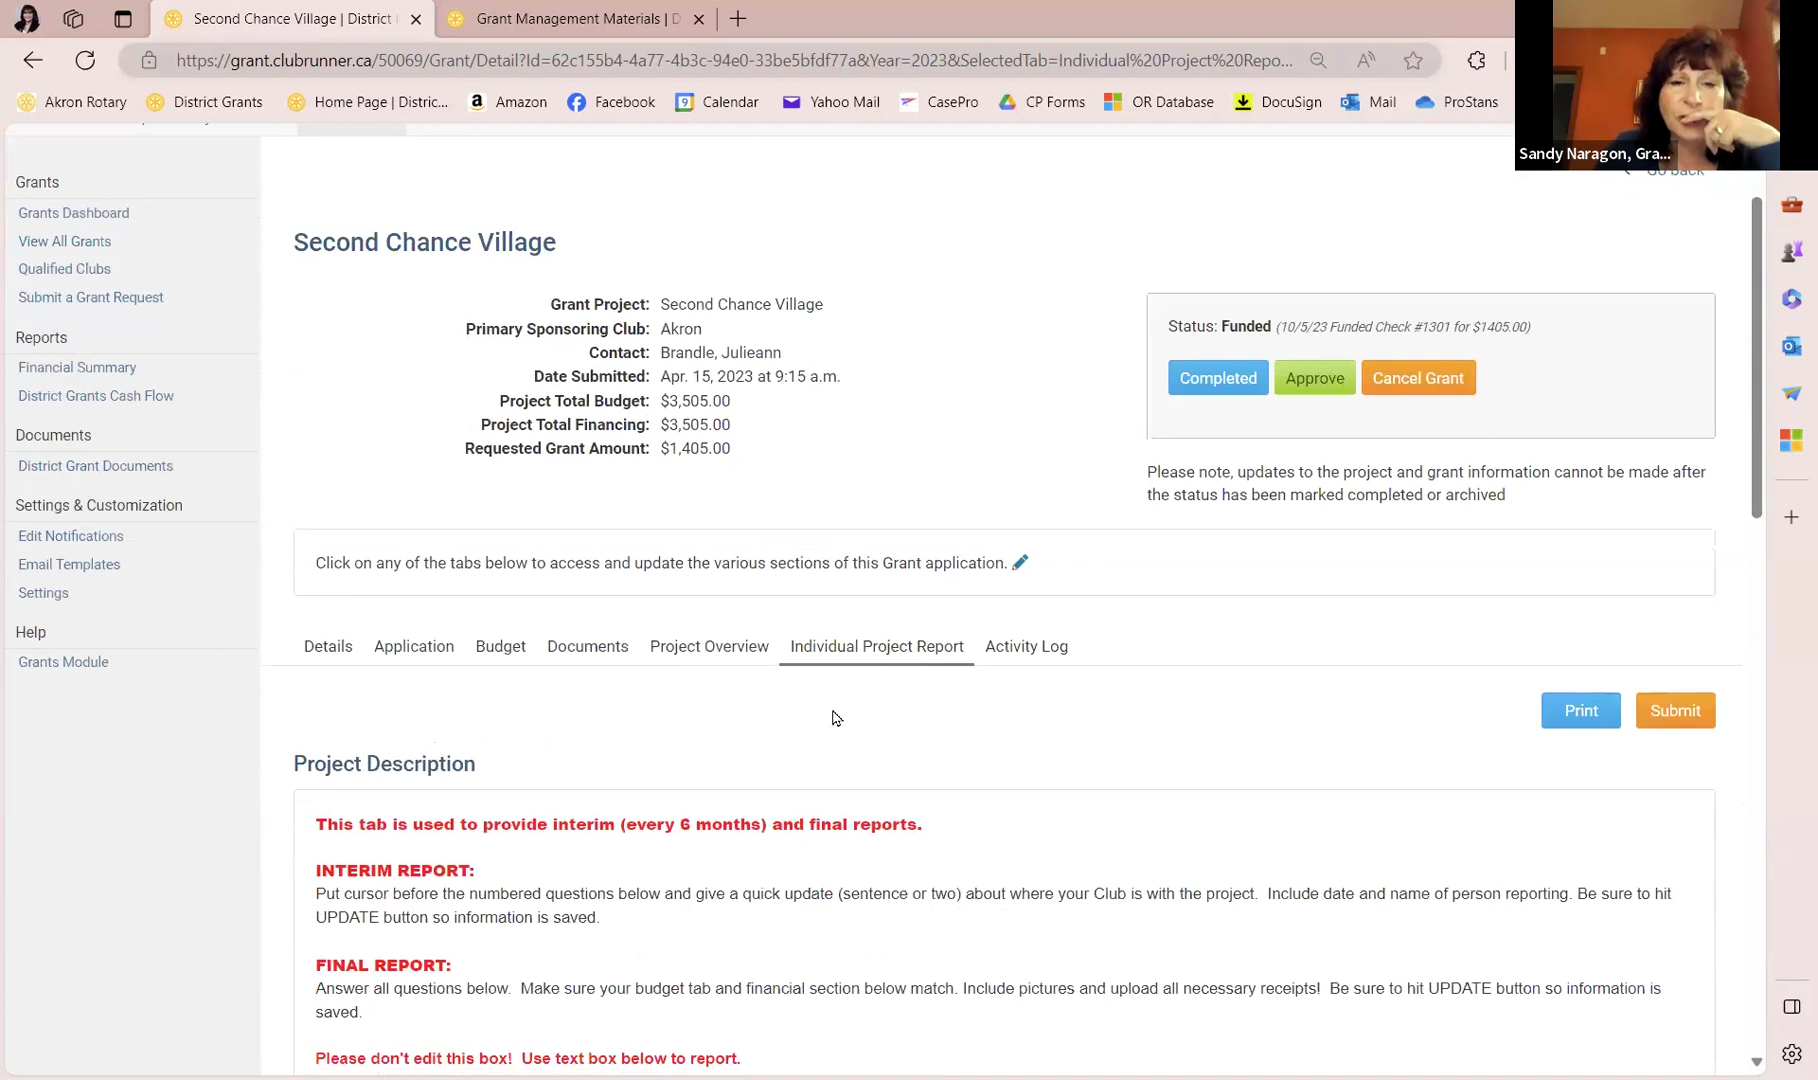 Second Chance Village | District
Grant Management Materials | D
https://grant.clubrunner.ca/50069/Grant/Detail?Id=62c155b4-4a77-4b3c-94e0-33be5bfdf77a&Year=2023&SelectedTab=Individual%20Project%20Repo...
Akron Rotary
District Grants
Home Page | Distric...
Amazon
Facebook
Calendar
Yahoo Mail
CasePro
CP Forms
OR Database
DocuSign
Mail
ProStans
Sandy Naragon, Gra...
Go back
Grants
Grants Dashboard
View All Grants
Qualified Clubs
Submit a Grant Request
Reports
Financial Summary
District Grants Cash Flow
Documents
District Grant Documents
Settings & Customization
Edit Notifications
Email Templates
Settings
Help
Grants Module
Second Chance Village
Grant Project: Second Chance Village
Primary Sponsoring Club: Akron
Contact: Brandle, Julieann
Date Submitted: Apr. 15, 2023 at 9:15 a.m.
Project Total Budget: $3,505.00
Project Total Financing: $3,505.00
Requested Grant Amount: $1,405.00
Status: Funded (10/5/23 Funded Check #1301 for $1405.00)
Completed Approve Cancel Grant
Please note, updates to the project and grant information cannot be made after
the status has been marked completed or archived
Click on any of the tabs below to access and update the various sections of this Grant application.
Details Application Budget Documents Project Overview Individual Project Report Activity Log
Print Submit
Project Description
This tab is used to provide interim (every 6 months) and final reports.
INTERIM REPORT:
Put cursor before the numbered questions below and give a quick update (sentence or two) about where your Club is with the project. Include date and name of person reporting. Be sure to hit
UPDATE button so information is saved.
FINAL REPORT:
Answer all questions below. Make sure your budget tab and financial section below match. Include pictures and upload all necessary receipts! Be sure to hit UPDATE button so information is
saved.
Please don't edit this box! Use text box below to report.